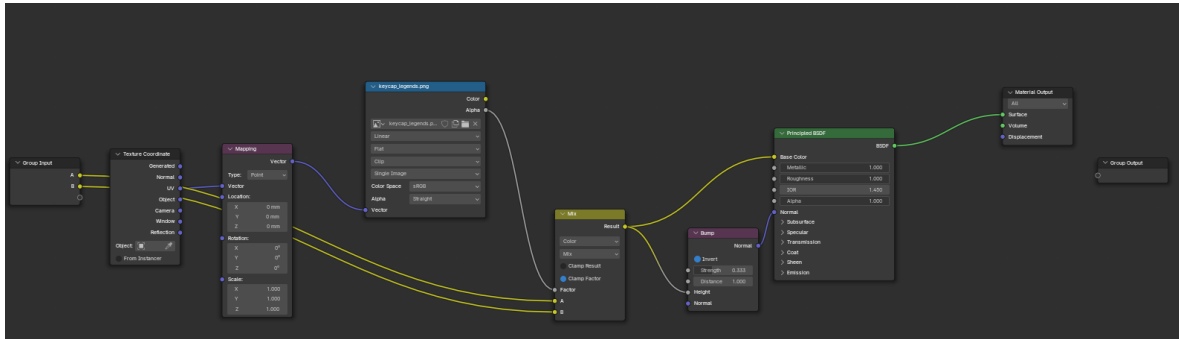 Group Input
A
B
Texture Coordinate
Generated
Normal
UV
Object
Camera
Window
Reflection
Object:
From Instancer
Mapping
Vector
Type: Point
Vector
Location:
X 0 mm
Y 0 mm
Z 0 mm
Rotation:
X 0°
Y 0°
Z 0°
Scale:
X 1.000
Y 1.000
Z 1.000
keycap_legends.png
Color
Alpha
keycap_legends.p...
Linear
Flat
Clip
Single Image
Color Space sRGB
Alpha Straight
Vector
Mix
Result
Color
Mix
Clamp Result
Clamp Factor
Factor
A
B
Bump
Normal
Invert
Strength 0.333
Distance 1.000
Height
Normal
Principled BSDF
BSDF
Base Color
Metallic 1.000
Roughness 1.000
IOR 1.450
Alpha 1.000
Normal
Subsurface
Specular
Transmission
Coat
Sheen
Emission
Material Output
All
Surface
Volume
Displacement
Group Output